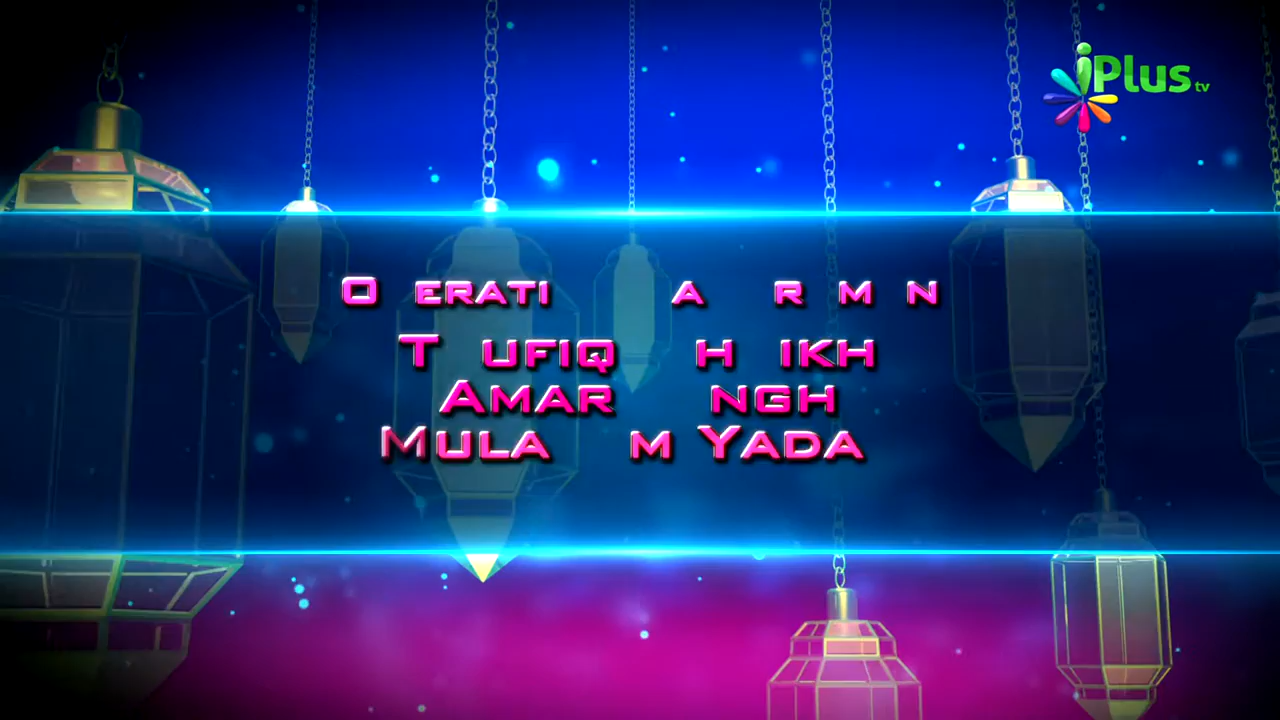 iPlus tv
O ERATI A R M N
T UFIQ H IKH
AMAR NGH
MULA M YADA